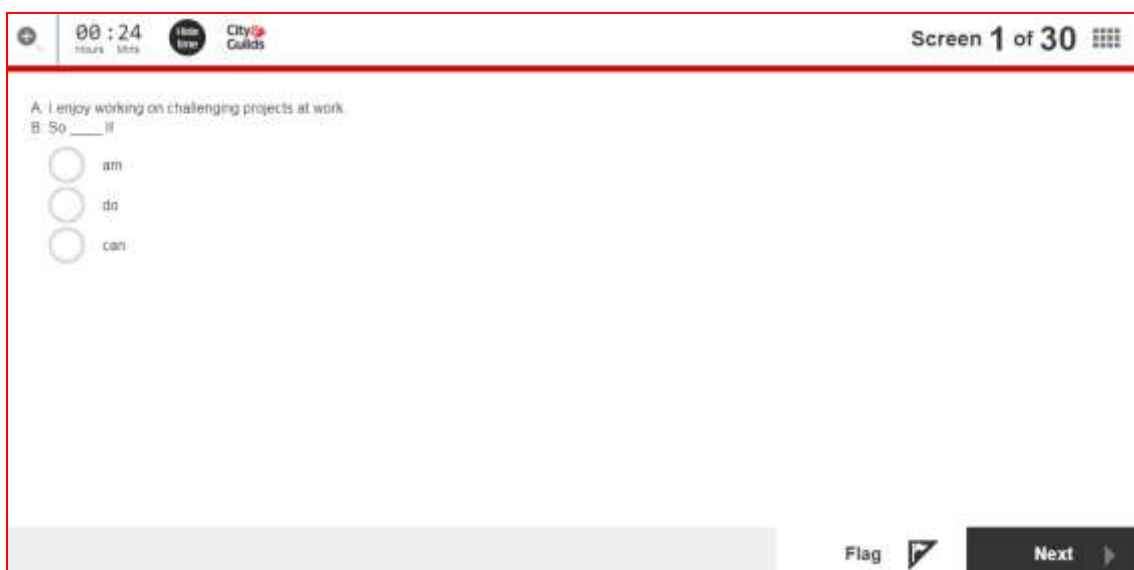 00:24
Hours Mins
Hide
time
City&
Guilds
Screen 1 of 30
A: I enjoy working on challenging projects at work.
B: So ____ I!
am
do
can
Flag
Next